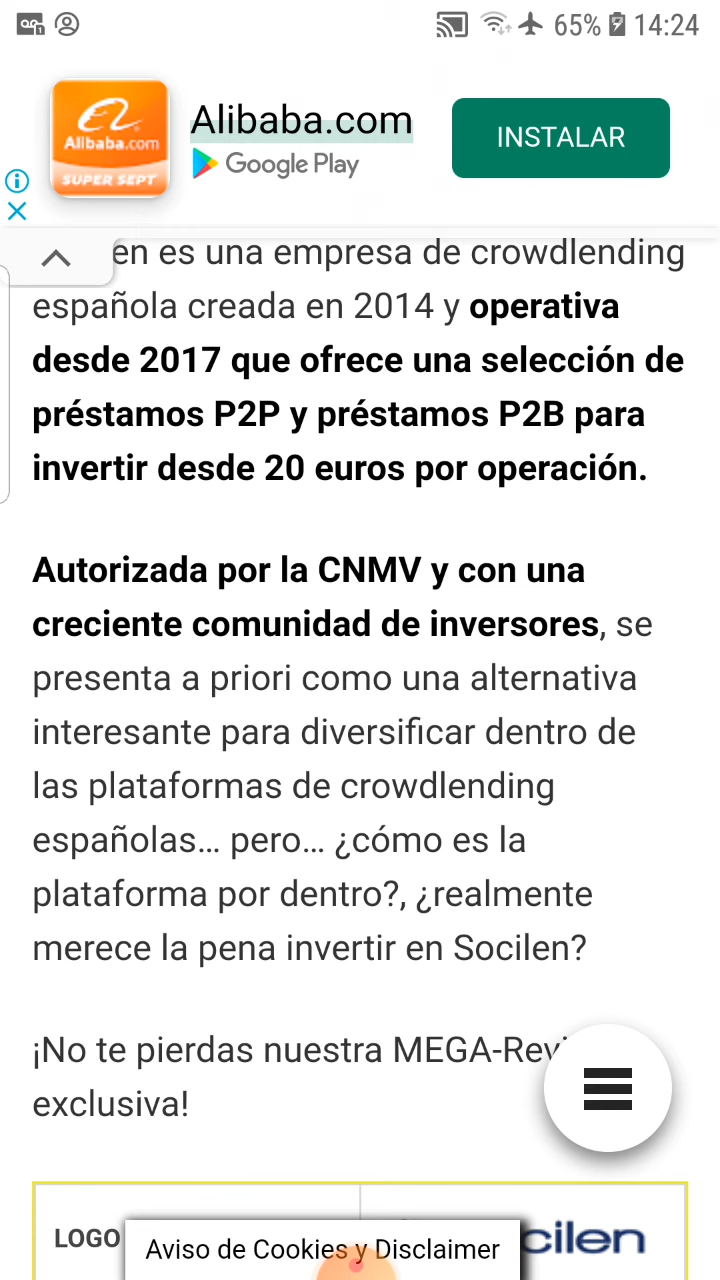 65% 14:24
Alibaba.com
Alibaba.com
SUPER SEPT
Google Play
INSTALAR
en es una empresa de crowdlending
española creada en 2014 y operativa
desde 2017 que ofrece una selección de
préstamos P2P y préstamos P2B para
invertir desde 20 euros por operación.
Autorizada por la CNMV y con una
creciente comunidad de inversores, se
presenta a priori como una alternativa
interesante para diversificar dentro de
las plataformas de crowdlending
españolas... pero... ¿cómo es la
plataforma por dentro?, ¿realmente
merece la pena invertir en Socilen?
¡No te pierdas nuestra MEGA-Revi
exclusiva!
LOGO
cilen
Aviso de Cookies y Disclaimer